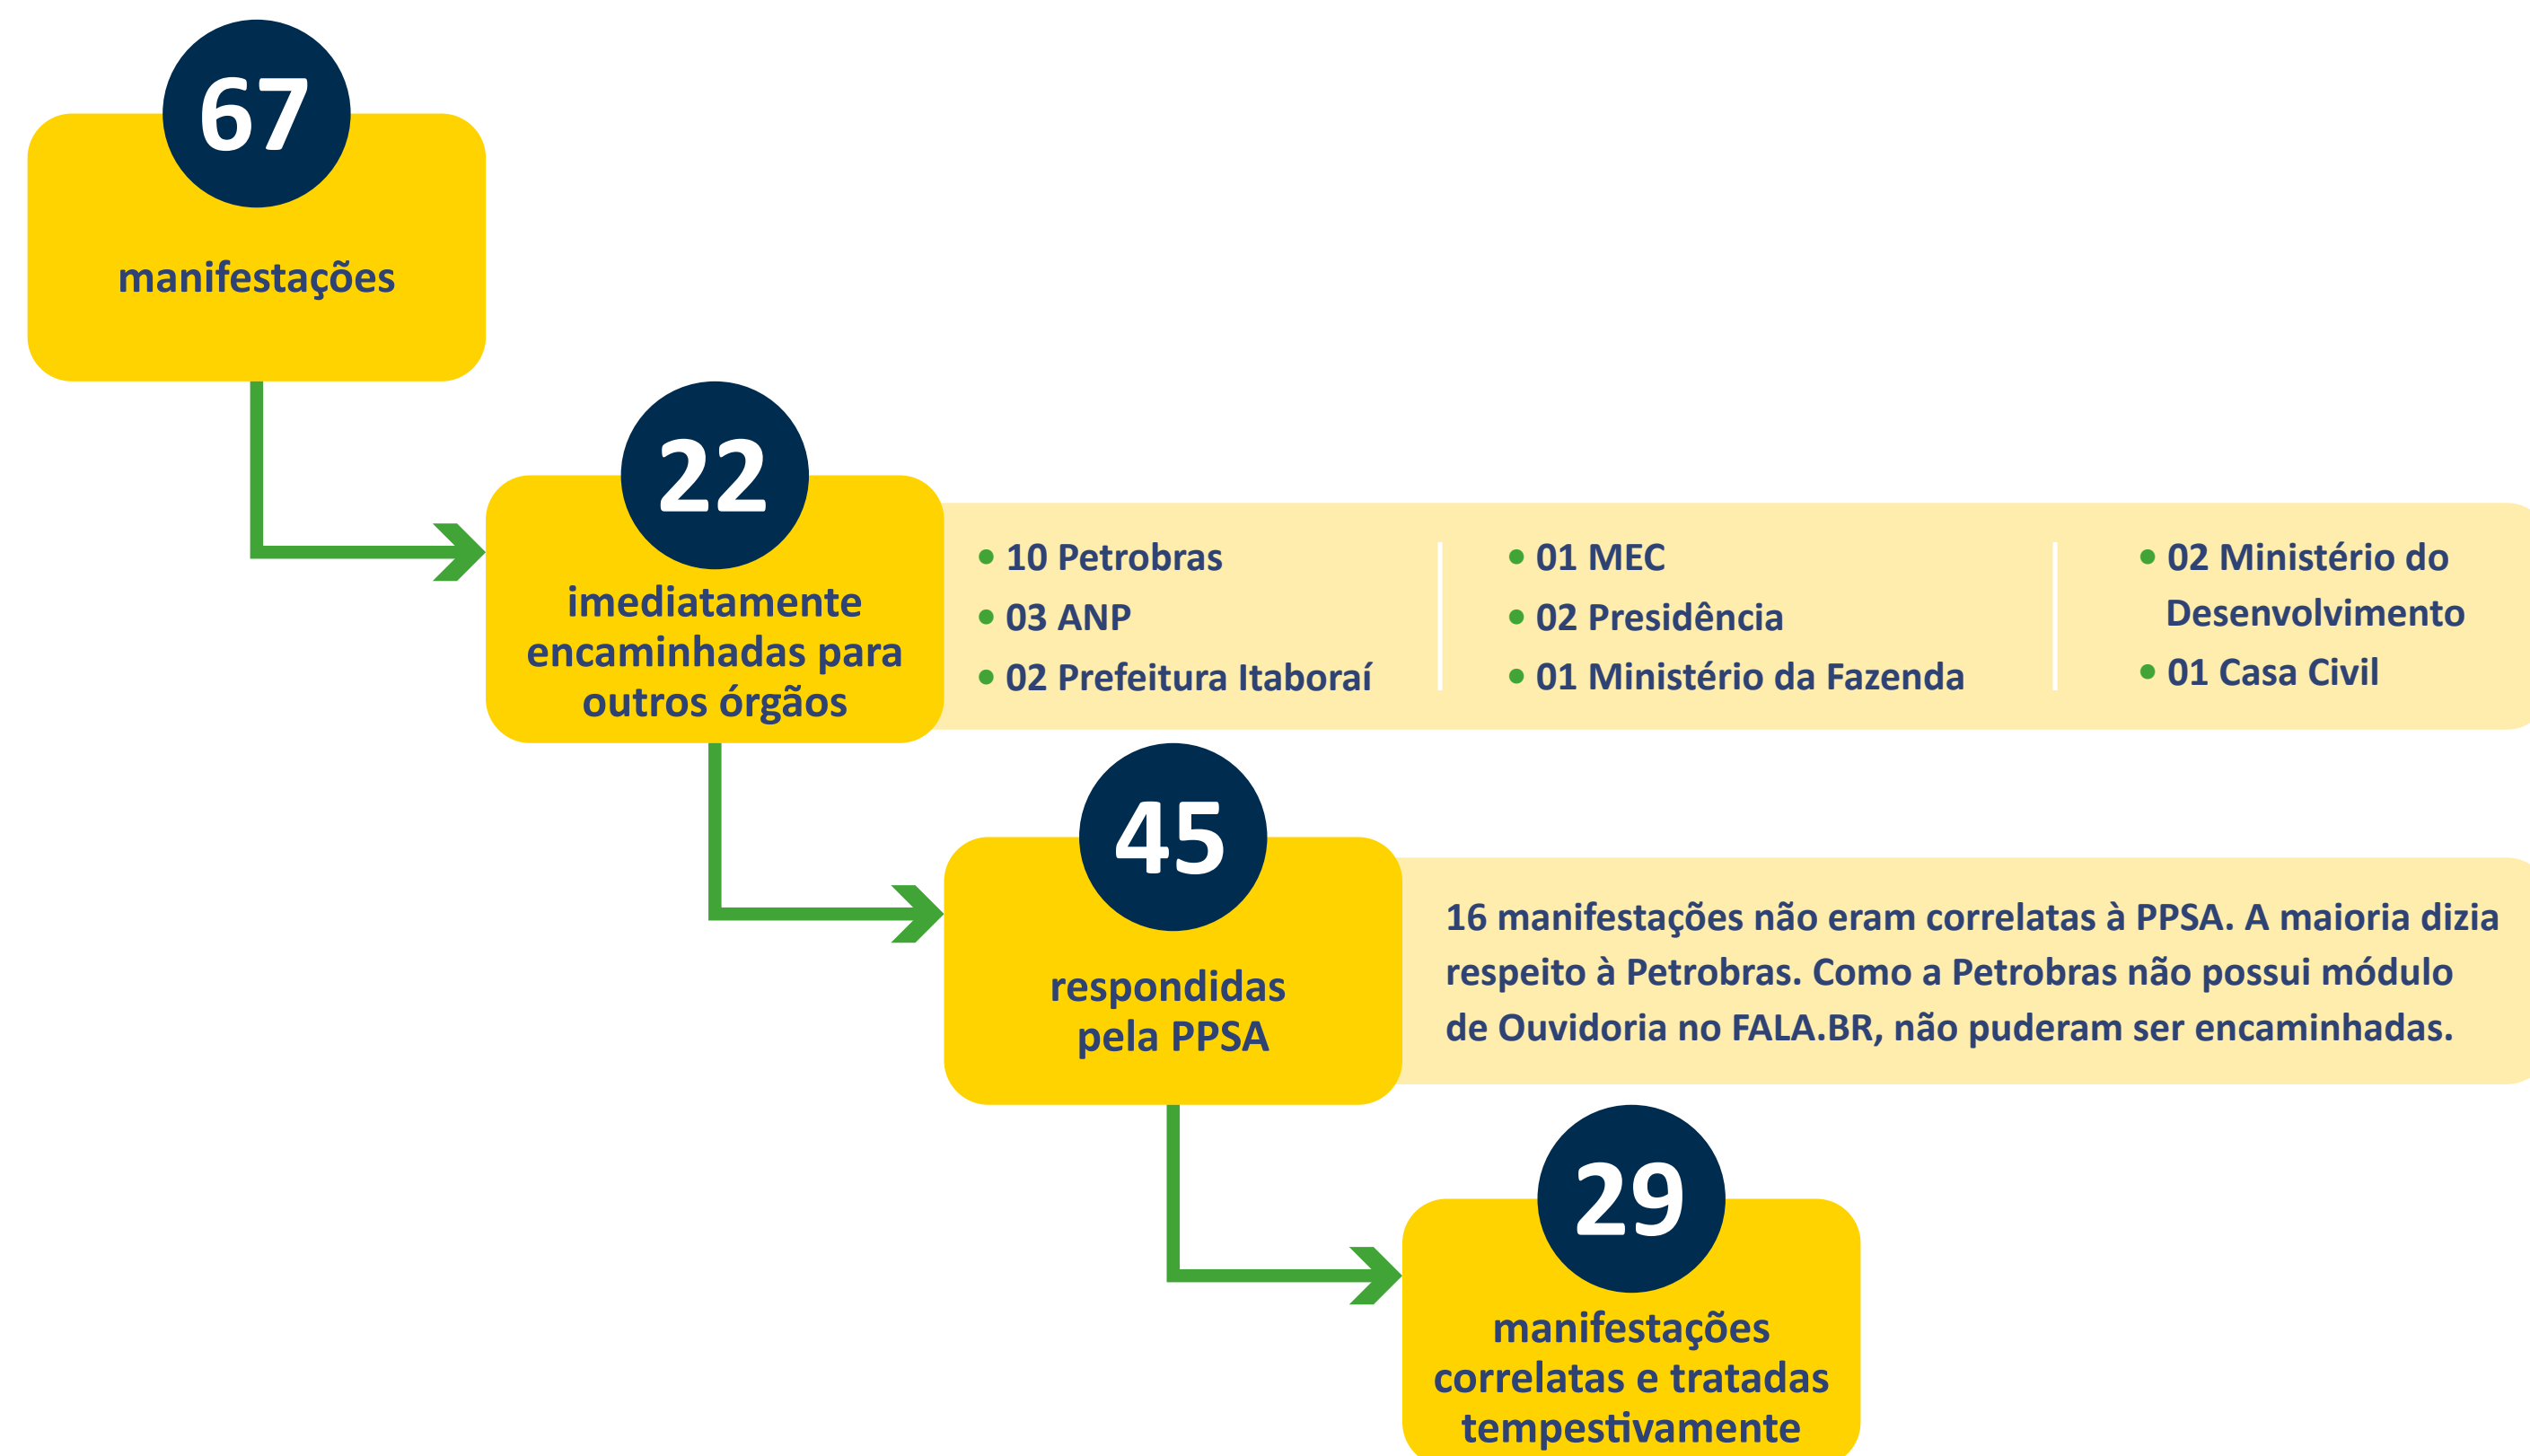 67
manifestações
22
imediatamente
encaminhadas para
outros órgãos
• 10 Petrobras
• 03 ANP
• 02 Prefeitura Itaboraí
• 01 MEC
• 02 Presidência
• 01 Ministério da Fazenda
• 02 Ministério do
Desenvolvimento
• 01 Casa Civil
45
respondidas
pela PPSA
16 manifestações não eram correlatas à PPSA. A maioria dizia
respeito à Petrobras. Como a Petrobras não possui módulo
de Ouvidoria no FALA.BR, não puderam ser encaminhadas.
29
manifestações
correlatas e tratadas
tempestivamente